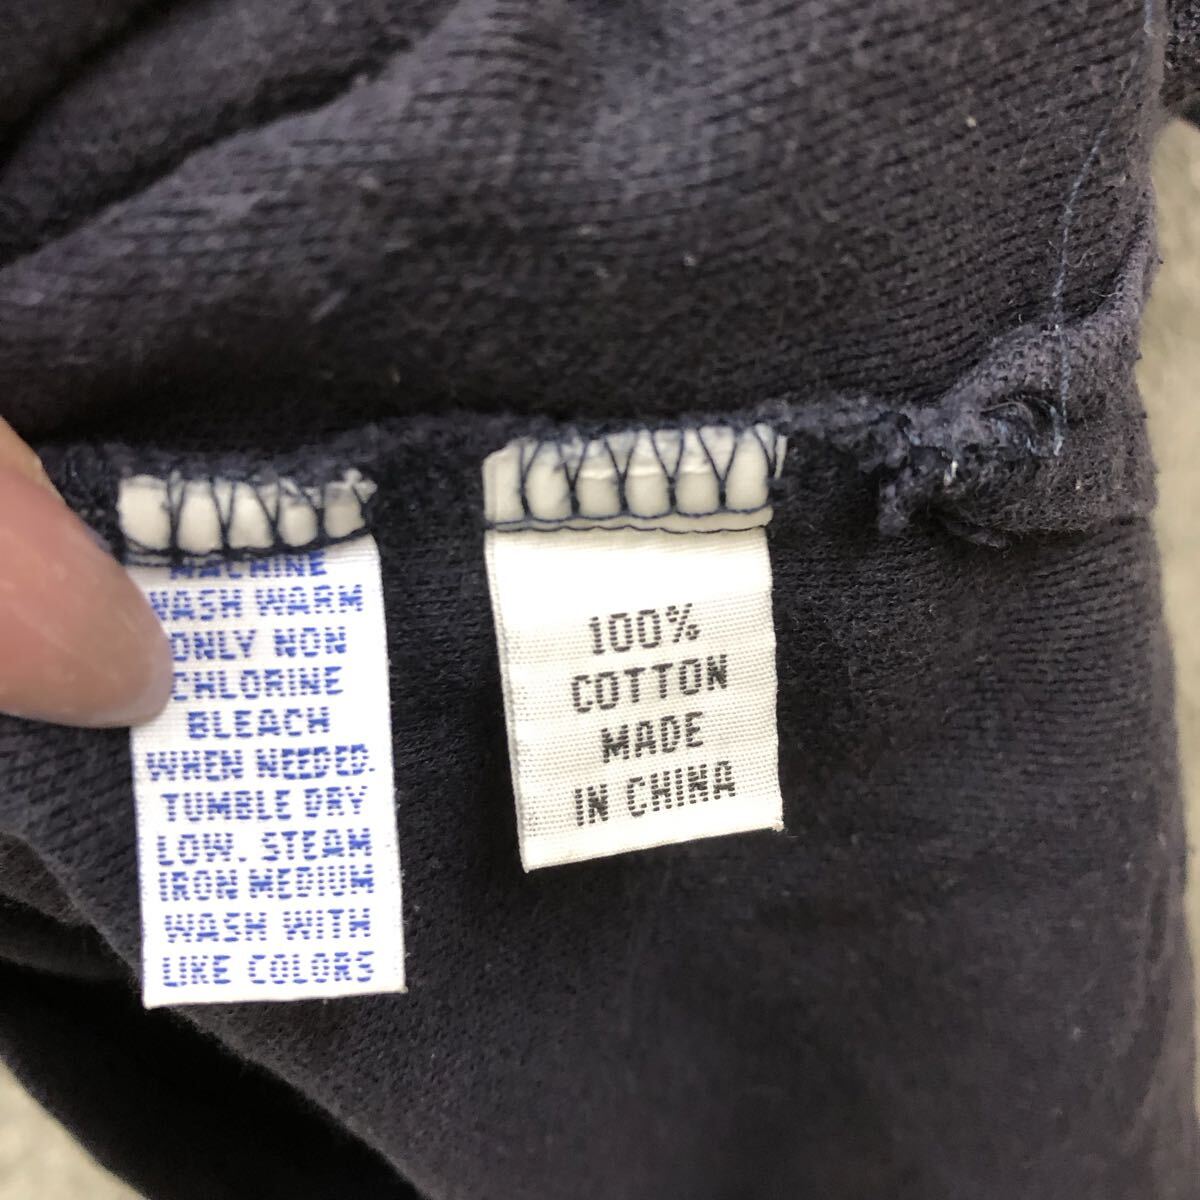 MACHINE
WASH WARM
ONLY NON
CHLORINE
BLEACH
WHEN NEEDED.
TUMBLE DRY
LOW. STEAM
IRON MEDIUM
WASH WITH
LIKE COLORS
100%
COTTON
MADE
IN CHINA